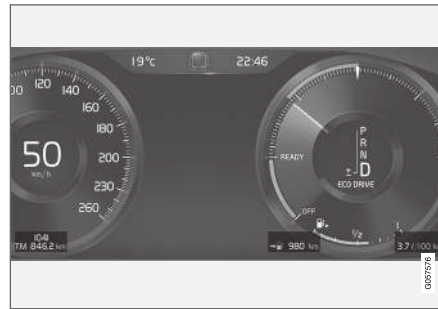 19°c 22:46
00 120 140
160
180
200
230
260
50
km/h
1041
TM 846.2 km
READY
OFF
P
R
N
±-D
ECO DRIVE
1/2
1
980 km
3.7 l/100 k
G057576